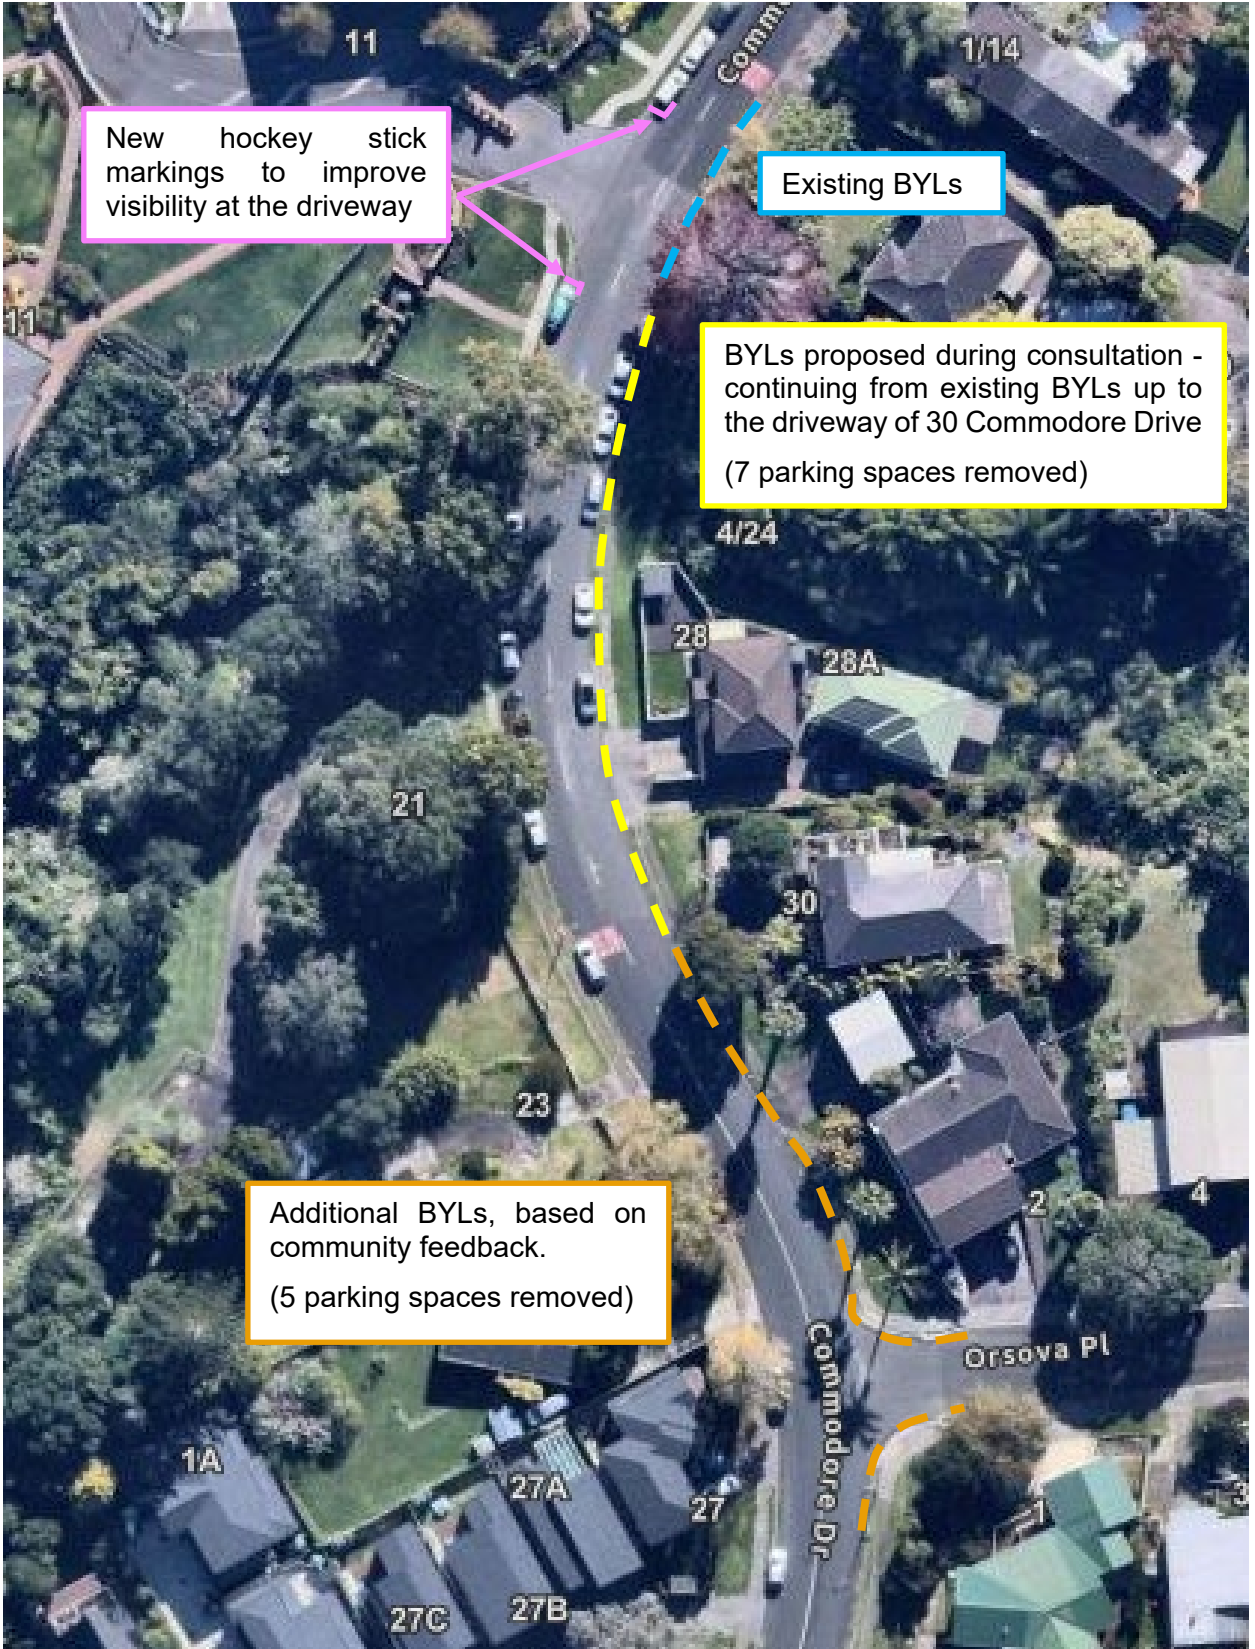 11
Commo
1/14
New hockey stick
markings to improve
visibility at the driveway
Existing BYLs
11
BYLs proposed during consultation -
continuing from existing BYLs up to
the driveway of 30 Commodore Drive
(7 parking spaces removed)
4/24
28
28A
21
30
23
2
4
Additional BYLs, based on
community feedback.
(5 parking spaces removed)
Commodore Dr
Orsova Pl
1A
27A
27
1
3
27C
27B